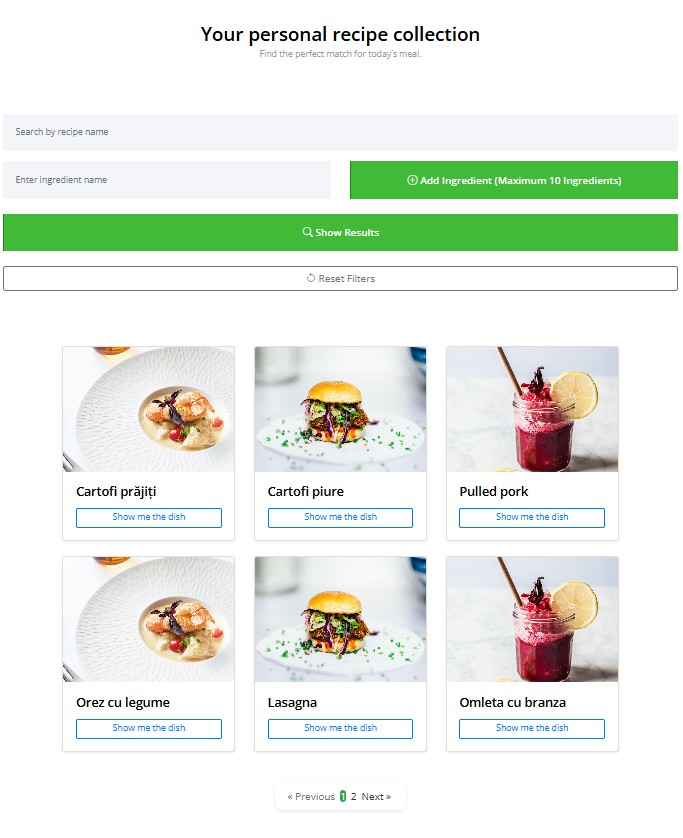 Your personal recipe collection
Find the perfect match for today's meal.
Search by recipe name
Enter ingredient name
Add Ingredient (Maximum 10 Ingredients)
Show Results
Reset Filters
Cartofi prăjiți
Cartofi piure
Pulled pork
Show me the dish
Show me the dish
Show me the dish
Orez cu legume
Lasagna
Omleta cu branza
Show me the dish
Show me the dish
Show me the dish
« Previous 1 2 Next »